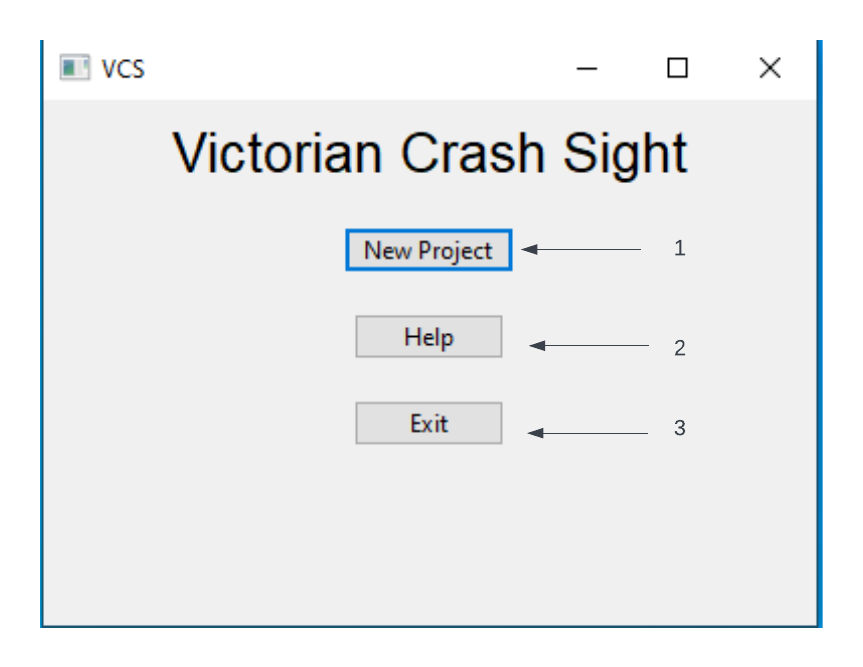 VCS
Victorian Crash Sight
New Project 1
Help 2
Exit 3